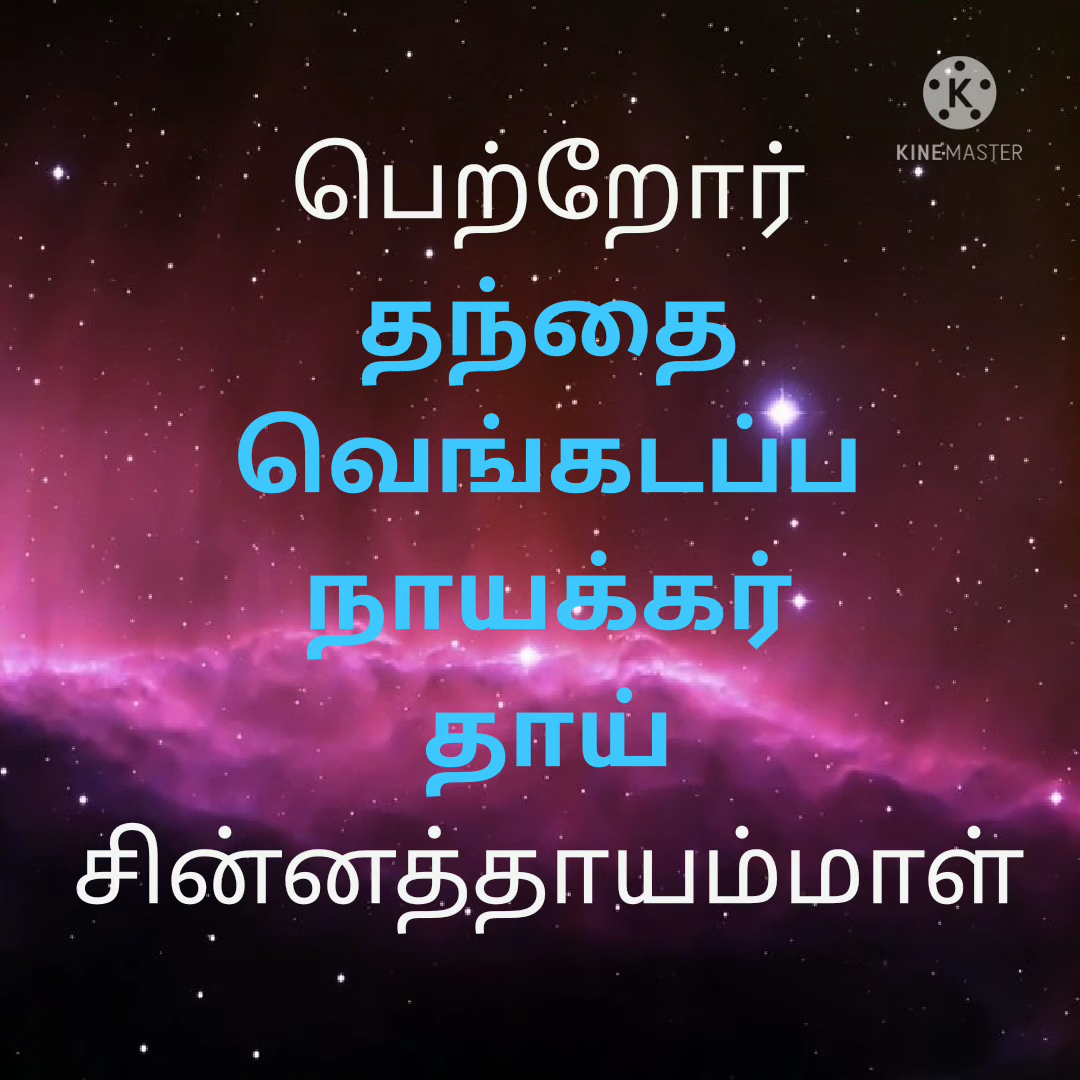 K
KINEMASTER
பெற்றோர்
தந்தை
வெங்கடப்ப
நாயக்கர்
தாய்
சின்னத்தாயம்மாள்